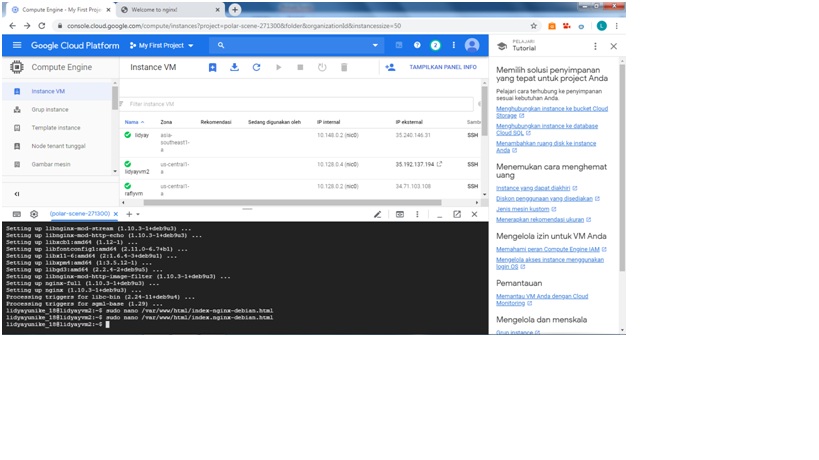 Compute Engine - My First Proje
Welcome to nginx!
console.cloud.google.com/compute/instances?project=polar-scene-271300&folder&organizationId&instancessize=50
Google Cloud Platform
My First Project
7
L
PELAJARI
Tutorial
Compute Engine
Instance VM
TAMPILKAN PANEL INFO
Instance VM
Grup instance
Template instance
Node tenant tunggal
Gambar mesin
Filter instance VM
Nama
Zona
Rekomendasi
Sedang digunakan oleh
IP internal
IP eksternal
lidyay
asia-
southeast1-
a
10.148.0.2 (nic0)
35.240.146.31
SSH
lidyayvm2
us-central1-
a
10.128.0.4 (nic0)
35.192.137.194
SSH
rafiyvm
us-central1-
a
10.128.0.2 (nic0)
34.71.103.108
SSH
(polar-scene-271300)
Setting up libnginx-mod-stream (1.10.3-1+deb9u3) ...
Setting up libnginx-mod-http-echo (1.10.3-1+deb9u3) ...
Setting up libxcb1:amd64 (1.12-1) ...
Setting up libfontconfig1:amd64 (2.11.0-6.7+b1) ...
Setting up libx11-6:amd64 (2:1.6.4-3+deb9u1) ...
Setting up libxpm4:amd64 (1:3.5.12-1) ...
Setting up libgd3:amd64 (2.2.4-2+deb9u5) ...
Setting up libnginx-mod-http-image-filter (1.10.3-1+deb9u3) ...
Setting up nginx-full (1.10.3-1+deb9u3) ...
Setting up nginx (1.10.3-1+deb9u3) ...
Processing triggers for libc-bin (2.24-11+deb9u4) ...
Processing triggers for sgml-base (1.29) ...
lidyayunike_18@lidyayvm2:~$ sudo nano /var/www/html/index-nginx-debian.html
lidyayunike_18@lidyayvm2:~$ sudo nano /var/www/html/index.nginx-debian.html
lidyayunike_18@lidyayvm2:~$
Memilih solusi penyimpanan
yang tepat untuk project Anda
Pelajari cara terhubung ke penyimpanan
sesuai kebutuhan Anda.
Menghubungkan instance ke bucket Cloud
Storage
Menghubungkan instance ke database
Cloud SQL
Menambahkan ruang disk ke instance
Anda
Menemukan cara menghemat
uang
Instance yang dapat diakhiri
Diskon penggunaan yang disediakan
Jenis mesin kustom
Menerapkan rekomendasi ukuran
Mengelola izin untuk VM Anda
Memahami peran Compute Engine IAM
Mengelola akses instance menggunakan
login OS
Pemantauan
Memantau VM Anda dengan Cloud
Monitoring
Mengelola dan menskala
Grup instance